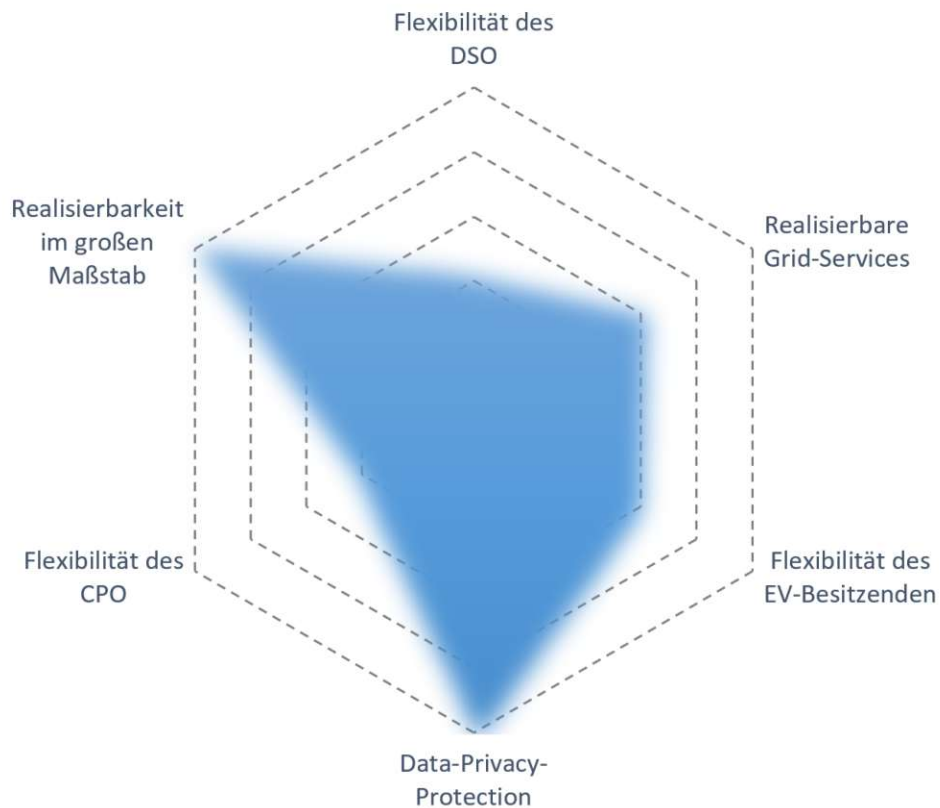 Flexibilität des
DSO
Realisierbarkeit
im großen
Maßstab
Realisierbare
Grid-Services
Flexibilität des
CPO
Flexibilität des
EV-Besitzenden
Data-Privacy-
Protection